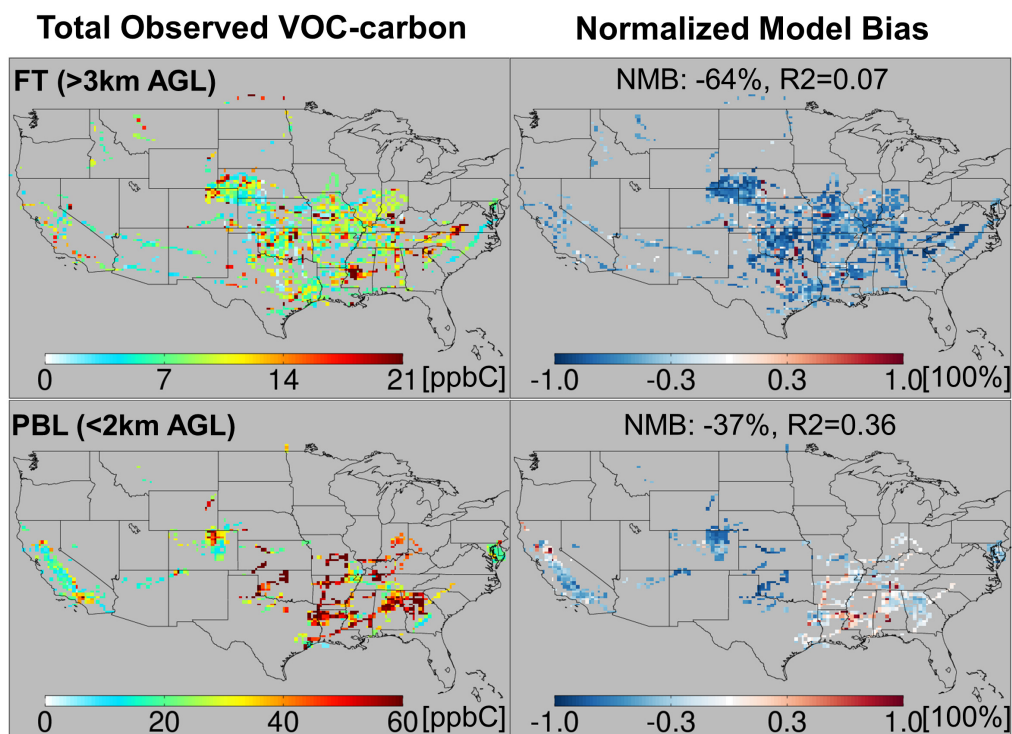 Total Observed VOC-carbon
Normalized Model Bias
FT (>3km AGL)
NMB: -64%, R2=0.07
0 7 14 21 [ppbC]
-1.0 -0.3 0.3 1.0[100%]
PBL (<2km AGL)
NMB: -37%, R2=0.36
0 20 40 60 [ppbC]
-1.0 -0.3 0.3 1.0[100%]